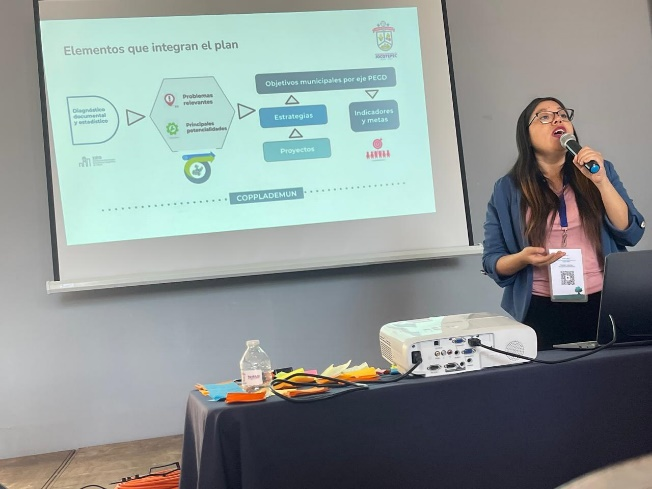 Elementos que integran el plan
Diagnóstico
documental
y estadístico
Problemas
relevantes
Principales
potencialidades
Objetivos municipales por eje PECD
Estrategias
Indicadores
y metas
Proyectos
COPPLADEMUN